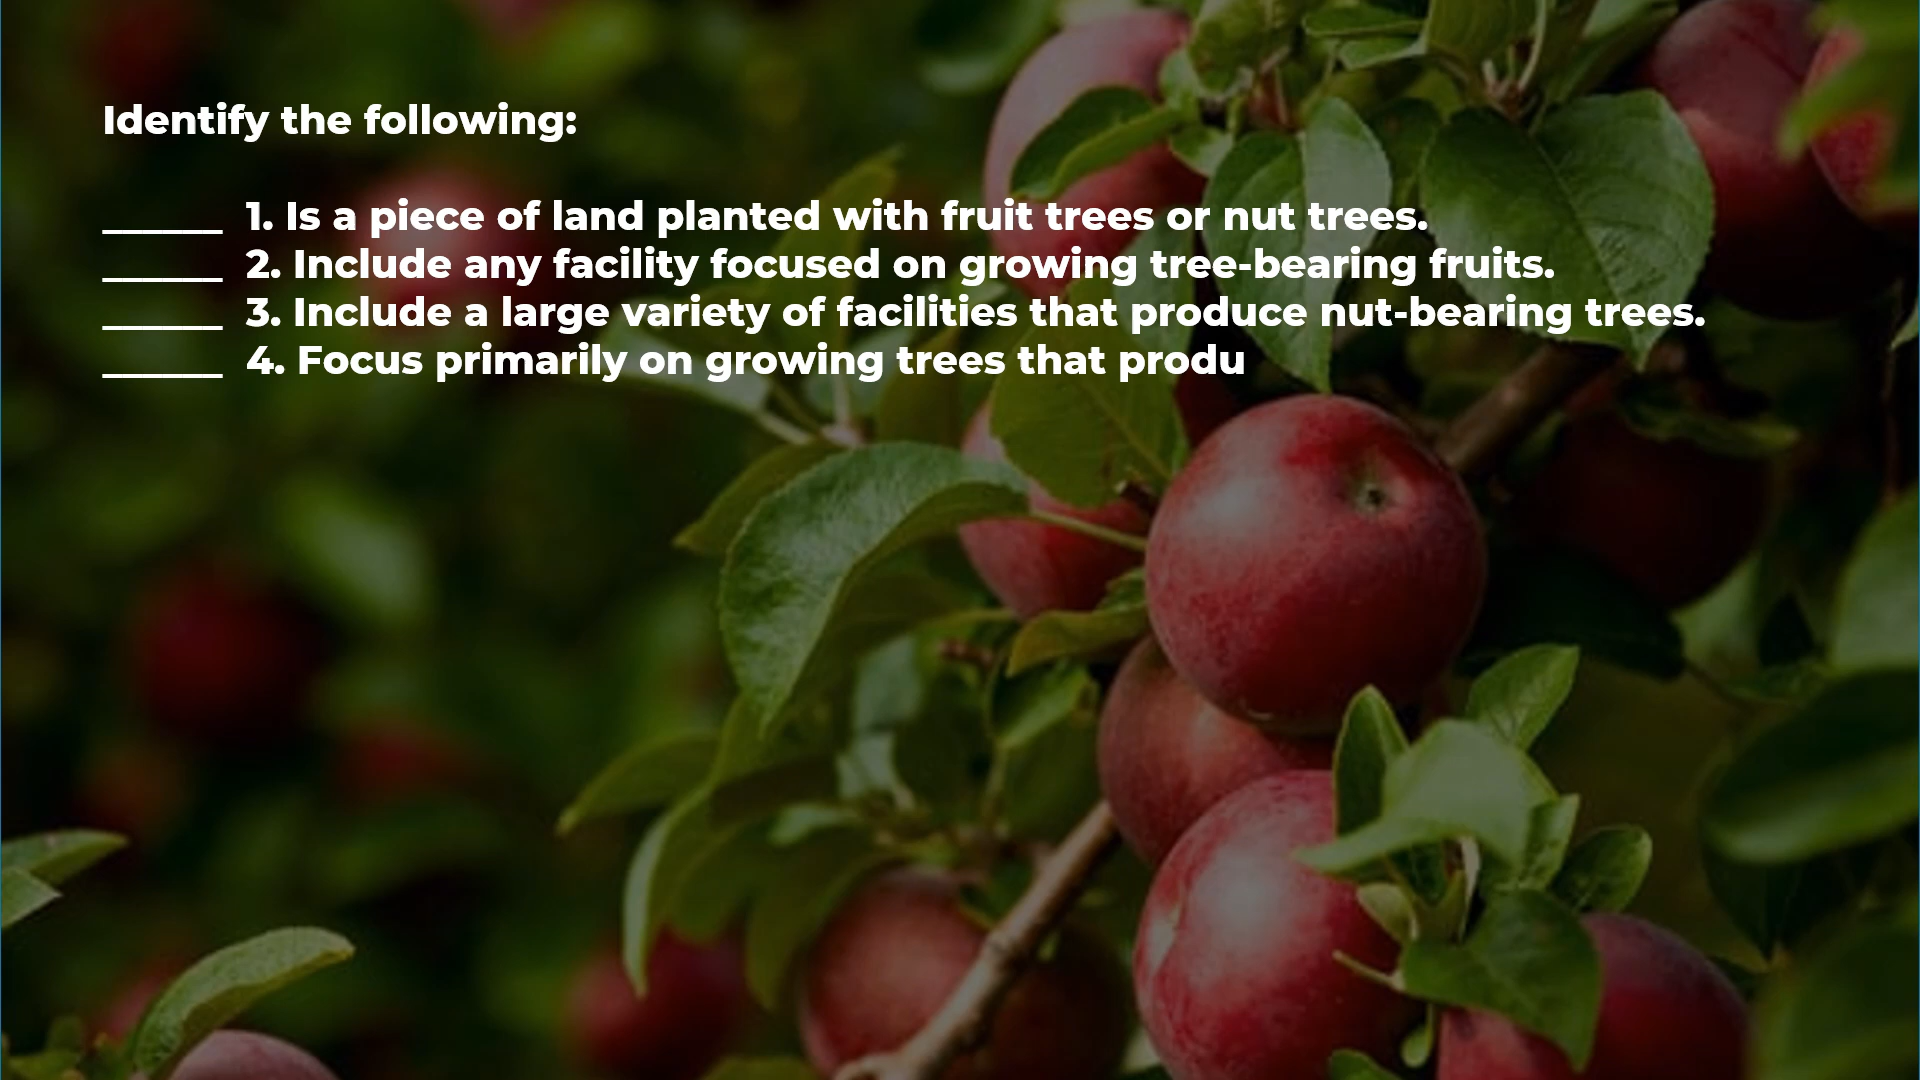 Identify the following:
______ 1. Is a piece of land planted with fruit trees or nut trees.
______ 2. Include any facility focused on growing tree-bearing fruits.
______ 3. Include a large variety of facilities that produce nut-bearing trees.
______ 4. Focus primarily on growing trees that produ